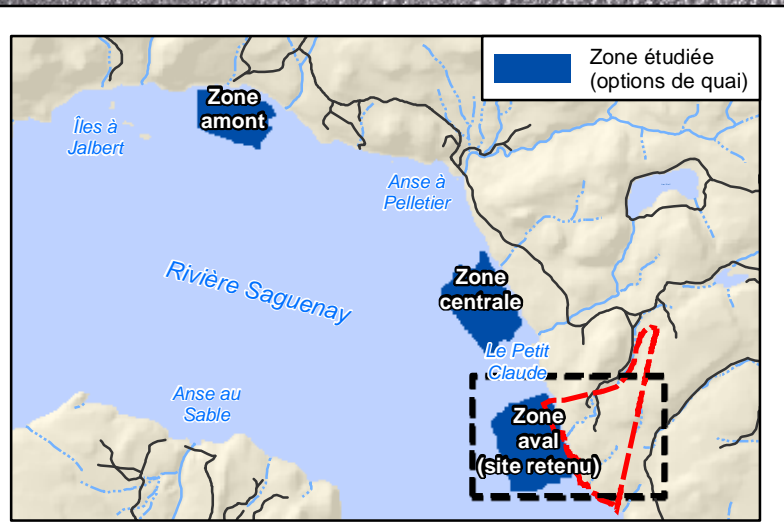 Zone étudiée
(options de quai)
Zone
amont
Îles à
Jalbert
Anse à
Pelletier
Rivière Saguenay
Zone
centrale
Le Petit
Claude
Anse au
Sable
Zone
aval
(site retenu)